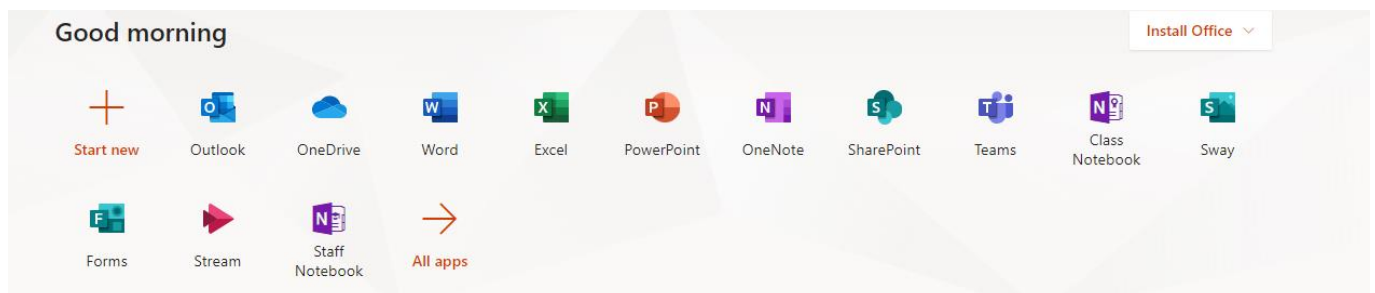 Good morning
Install Office
Start new
Outlook
OneDrive
Word
Excel
PowerPoint
OneNote
SharePoint
Teams
Class
Notebook
Sway
Forms
Stream
Staff
Notebook
All apps